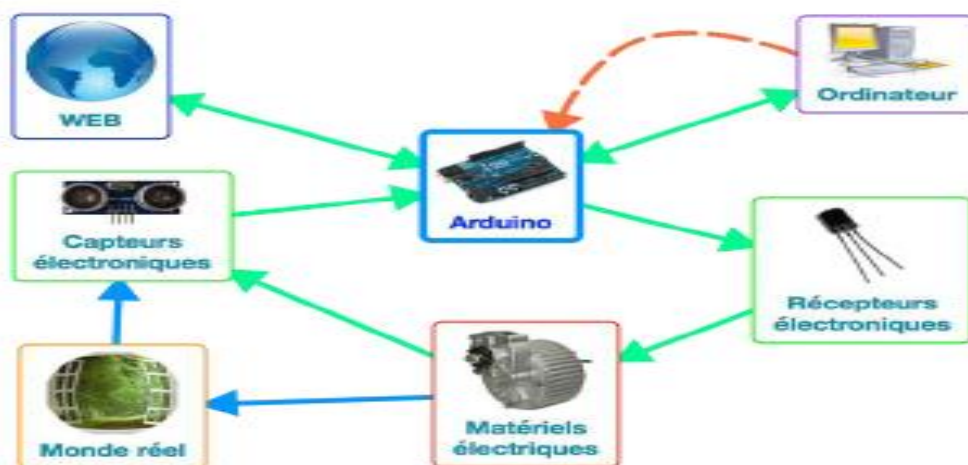 WEB
Ordinateur
Arduino
Capteurs
électroniques
Récepteurs
électroniques
Monde réel
Matériels
électriques